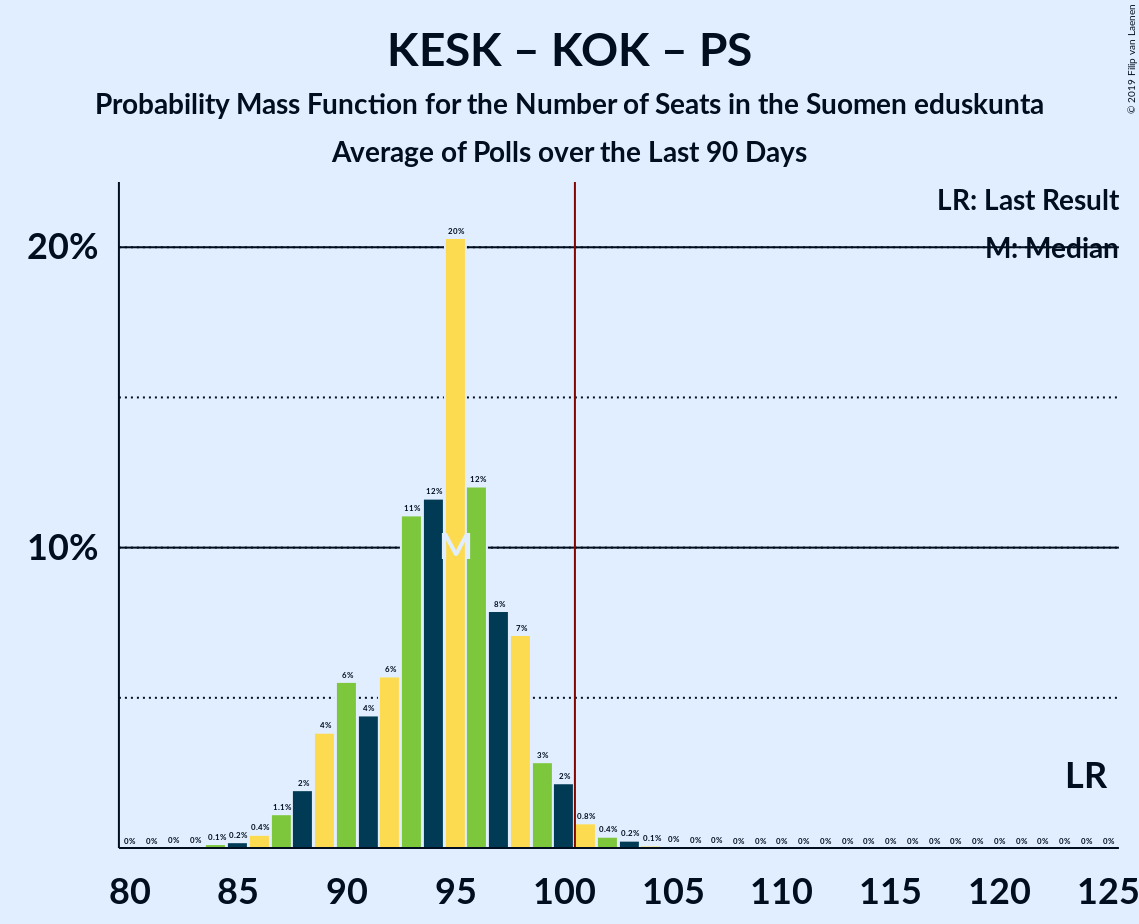 KESK – KOK – PS
Probability Mass Function for the Number of Seats in the Suomen eduskunta
Average of Polls over the Last 90 Days
© 2019 Filip van Laenen
LR: Last Result
M: Median
20%
10%
0% 0% 0% 0% 0.1% 0.2% 0.4% 1.1% 2% 4% 6% 4% 6% 11% 12% 20% 12% 8% 7% 3% 2% 0.8% 0.4% 0.2% 0.1% 0% 0% 0% 0% 0% 0% 0% 0% 0% 0% 0% 0% 0% 0% 0% 0% 0% 0% 0% 0% 0%
M
LR
80 85 90 95 100 105 110 115 120 125